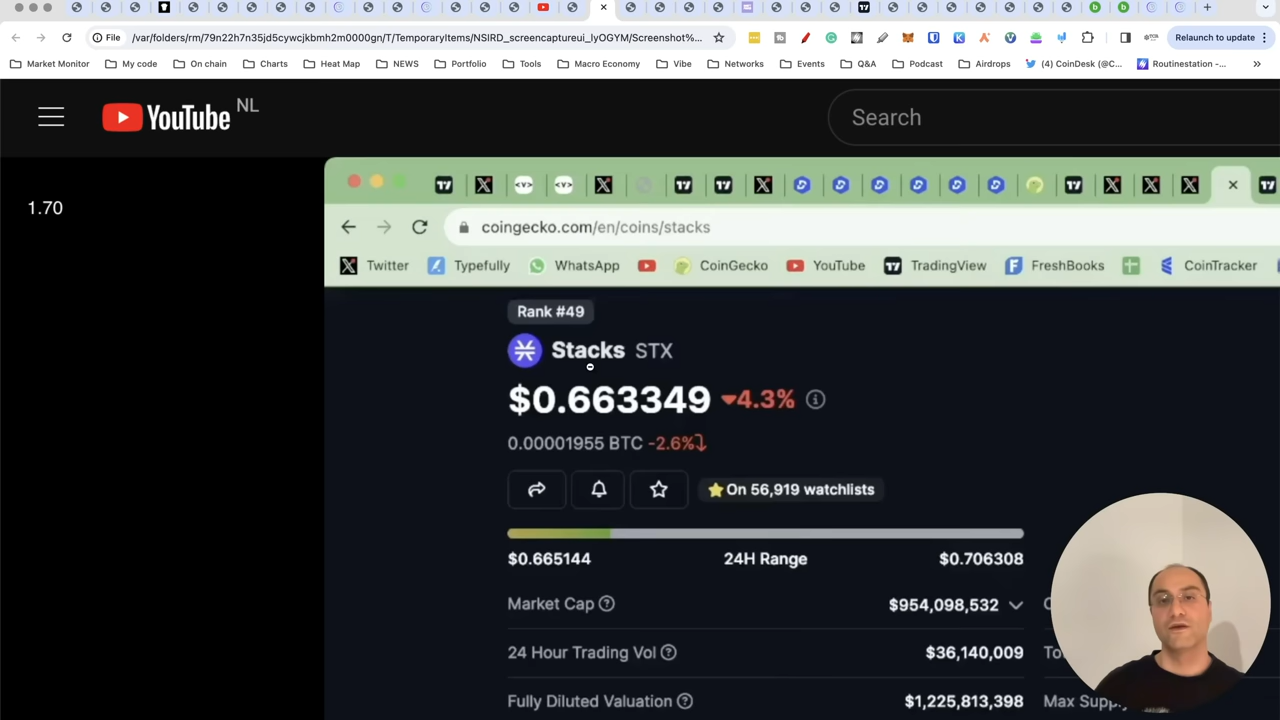 Relaunch to update
File
/var/folders/rm/79n22h7n35jd5cywcjkbmh2m0000gn/T/TemporaryItems/NSIRD_screencaptureui_IyOGYM/Screenshot%...
Market Monitor My code On chain Charts Heat Map NEWS Portfolio Tools Macro Economy Vibe Networks Events Q&A Podcast Airdrops (4) CoinDesk (@C... Routinestation -... »
YouTube NL
Search
1.70
coingecko.com/en/coins/stacks
Twitter Typefully WhatsApp CoinGecko YouTube TradingView FreshBooks CoinTracker
Rank #49
Stacks STX
$0.663349 4.3%
0.00001955 BTC -2.6%
On 56,919 watchlists
$0.665144 24H Range $0.706308
Market Cap $954,098,532
24 Hour Trading Vol $36,140,009 To
Fully Diluted Valuation $1,225,813,398 Max Supply